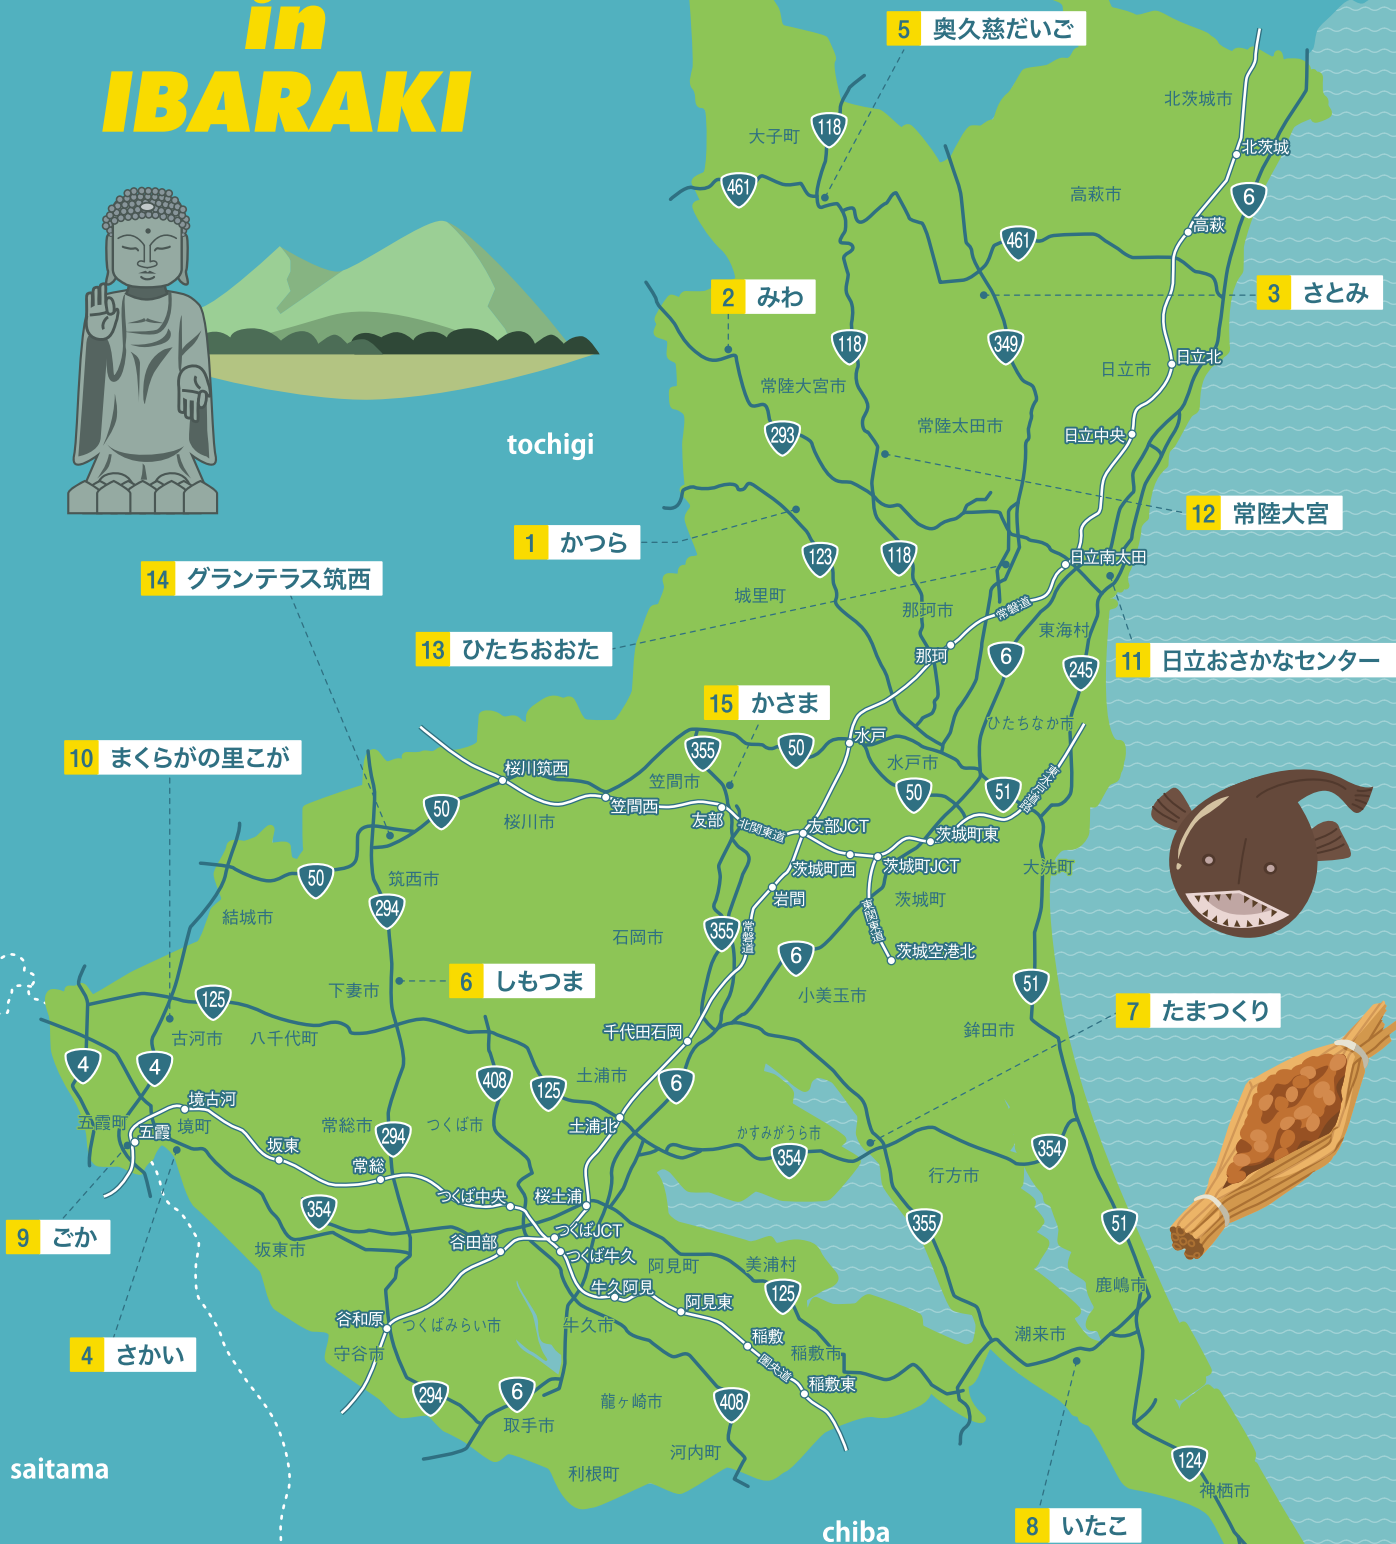 in
IBARAKI
5 奥久慈だいご
北茨城市
118
大子町
北茨城
461
高萩市
6
高萩
461
2 みわ
3 さとみ
118
349
日立北
日立市
常陸大宮市
常陸太田市
日立中央
293
tochigi
12 常陸大宮
1 かつら
123
118
日立南太田
14 グランテラス筑西
城里町
那珂市
常磐道
東海村
13 ひたちおおた
那珂
6
245
11 日立おさかなセンター
15 かさま
ひたちなか市
水戸
355
50
水戸市
10 まくらがの里こが
桜川筑西
笠間市
50
51
東水戸道路
50
桜川市
笠間西
友部
北関東道
友部JCT
茨城町東
茨城町西
茨城町JCT
大洗町
50
筑西市
岩間
茨城町
294
結城市
355
常磐道
東関東道
石岡市
6
茨城空港北
6 しもつま
下妻市
小美玉市
51
125
7 たまつくり
古河市
八千代町
千代田石岡
鉾田市
4
4
408
125
土浦市
6
境古河
五霞町
五霞
境町
常総市
294
つくば市
土浦北
かすみがうら市
354
354
坂東
常総
行方市
つくば中央
桜土浦
354
355
51
9 ごか
坂東市
谷田部
つくばJCT
つくば牛久
阿見町
美浦村
牛久阿見
125
鹿嶋市
谷和原
つくばみらい市
牛久市
阿見東
稲敷
潮来市
4 さかい
守谷市
圏央道
稲敷市
稲敷東
294
6
龍ヶ崎市
408
取手市
河内町
124
saitama
利根町
神栖市
chiba
8 いたこ